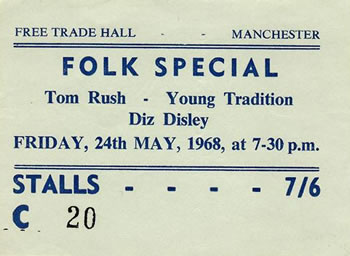 FREE TRADE HALL - - MANCHESTER
FOLK SPECIAL
Tom Rush - Young Tradition
Diz Disley
FRIDAY, 24th MAY, 1968, at 7-30 p.m.
STALLS - - - - 7/6
C 20